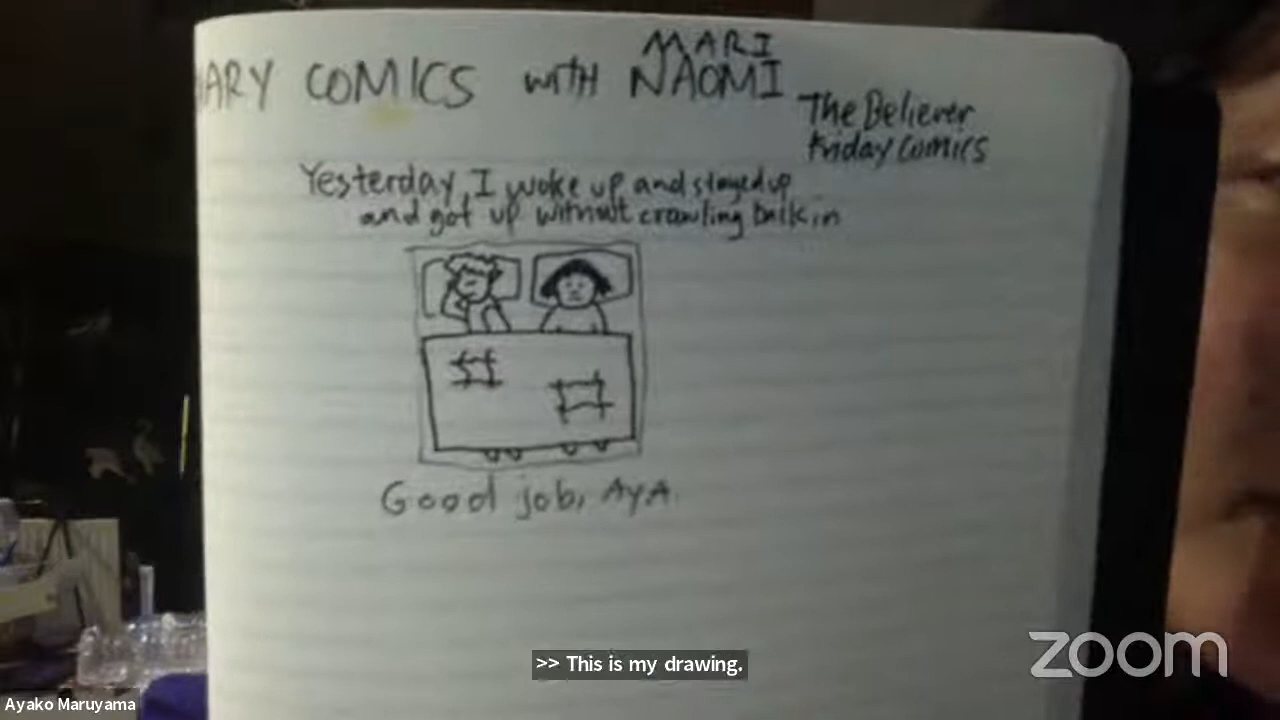 ARY COMICS with MARI
NAOMI
The Believer
Friday Comics
Yesterday, I woke up and stayed up
and got up without crawling back in
Good job, AYA.
>> This is my drawing.
zoom
Ayako Maruyama